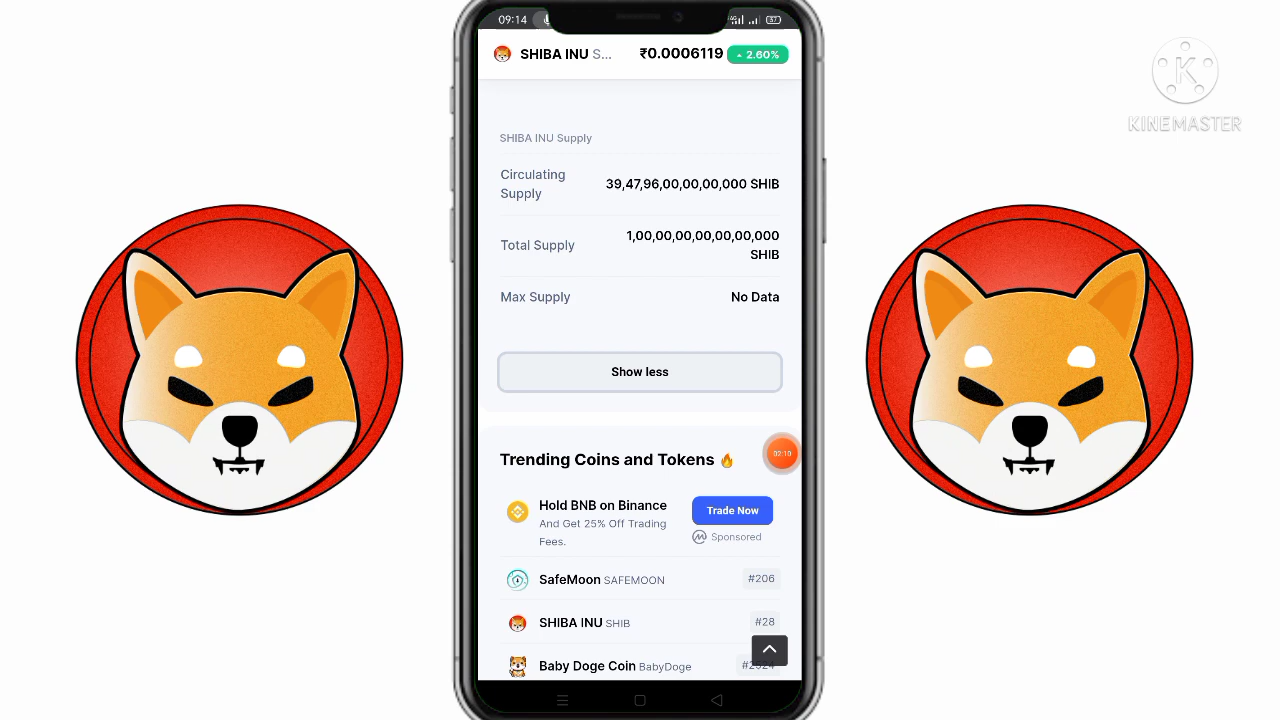 09:14
SHIBA INU S...
₹0.0006119
2.60%
KINEMASTER
SHIBA INU Supply
Circulating
Supply
39,47,96,00,00,00,000 SHIB
Total Supply
1,00,00,00,00,00,00,000
SHIB
Max Supply
No Data
Show less
02:10
Trending Coins and Tokens 🔥
Hold BNB on Binance
And Get 25% Off Trading
Fees.
Trade Now
Sponsored
SafeMoon SAFEMOON
#206
SHIBA INU SHIB
#28
Baby Doge Coin BabyDoge